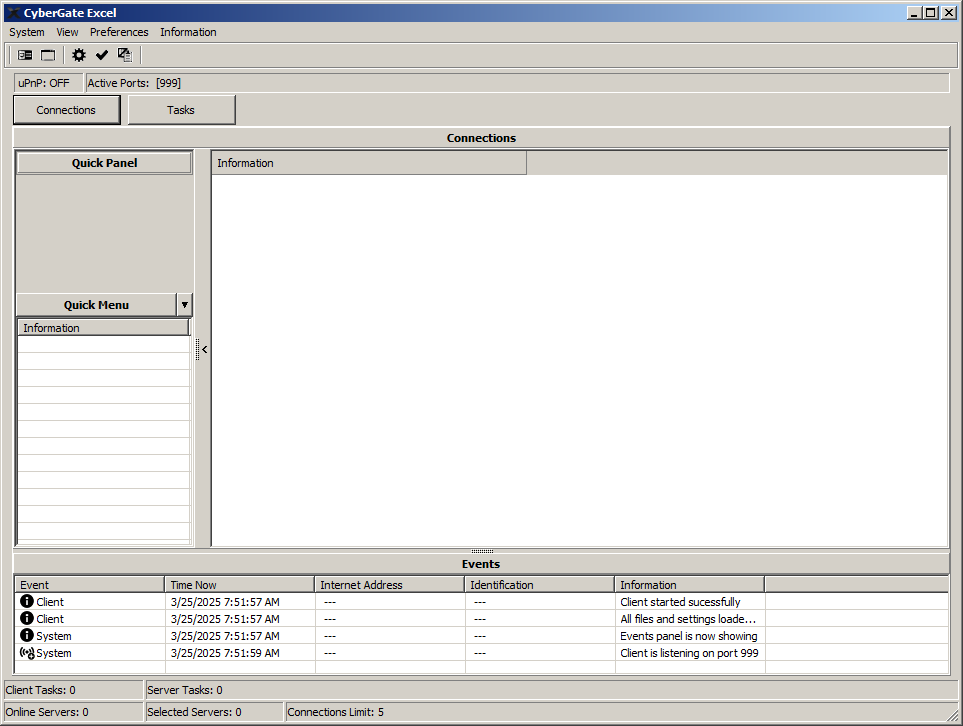 CyberGate Excel
System View Preferences Information
uPnP: OFF Active Ports: [999]
Connections Tasks
Connections
Quick Panel
Information
Quick Menu
Information
<
Events
Event Time Now Internet Address Identification Information
Client 3/25/2025 7:51:57 AM --- --- Client started sucessfully
Client 3/25/2025 7:51:57 AM --- --- All files and settings loade...
System 3/25/2025 7:51:57 AM --- --- Events panel is now showing
System 3/25/2025 7:51:59 AM --- --- Client is listening on port 999
Client Tasks: 0 Server Tasks: 0
Online Servers: 0 Selected Servers: 0 Connections Limit: 5